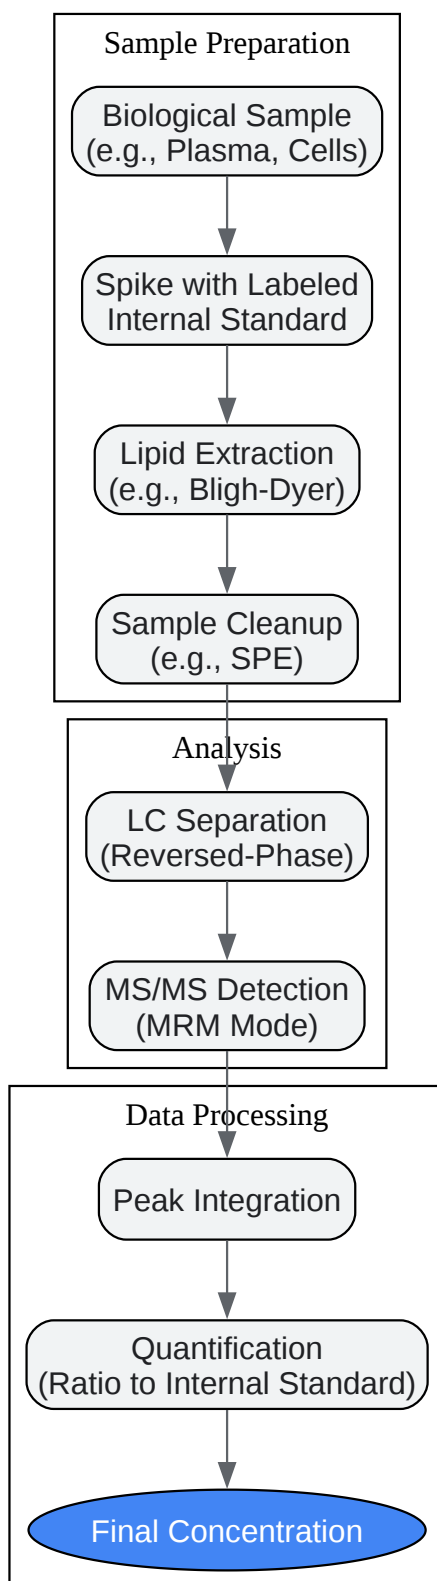 Sample Preparation
Biological Sample
(e.g., Plasma, Cells)
Spike with Labeled
Internal Standard
Lipid Extraction
(e.g., Bligh-Dyer)
Sample Cleanup
(e.g., SPE)
Analysis
LC Separation
(Reversed-Phase)
MS/MS Detection
(MRM Mode)
Data Processing
Peak Integration
Quantification
(Ratio to Internal Standard)
Final Concentration